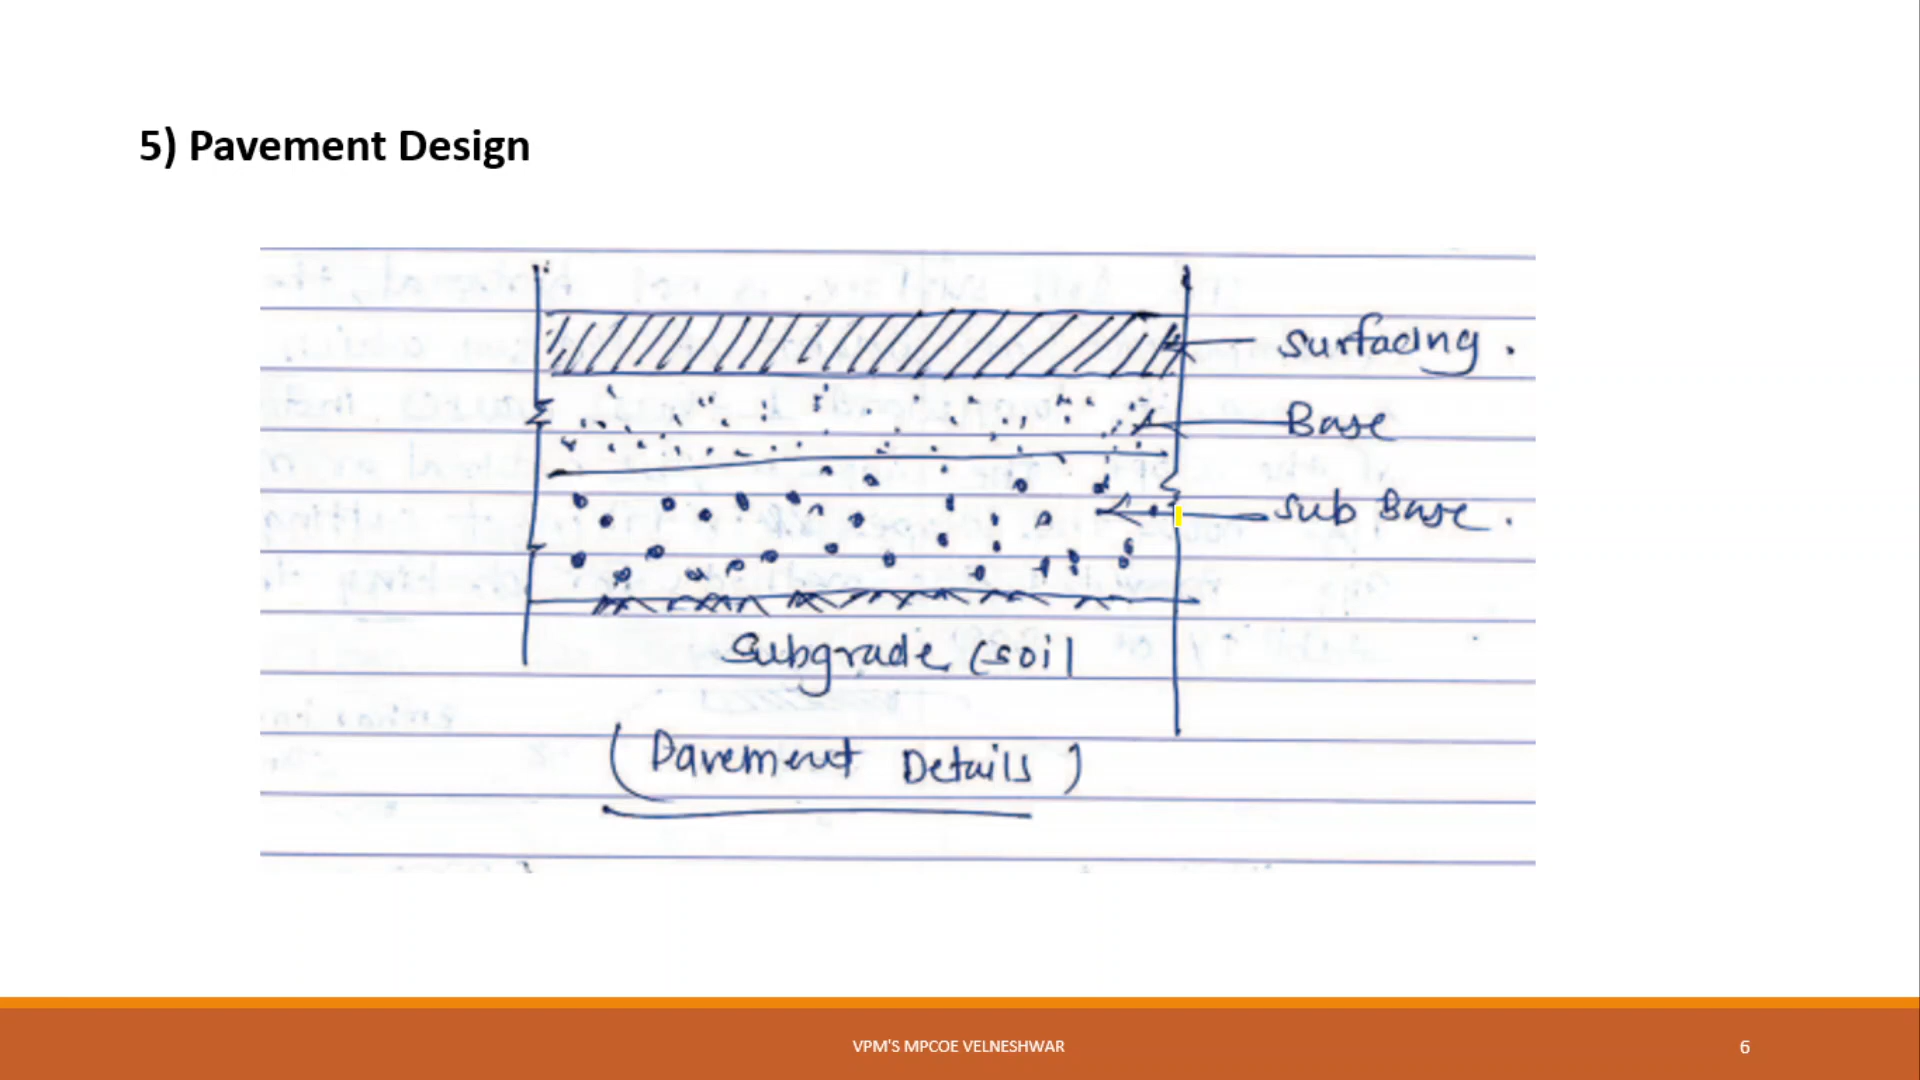 5) Pavement Design
surfacing.
Base
sub Base.
Subgrade (soil
(Pavement Details)
VPM'S MPCOE VELNESHWAR
6